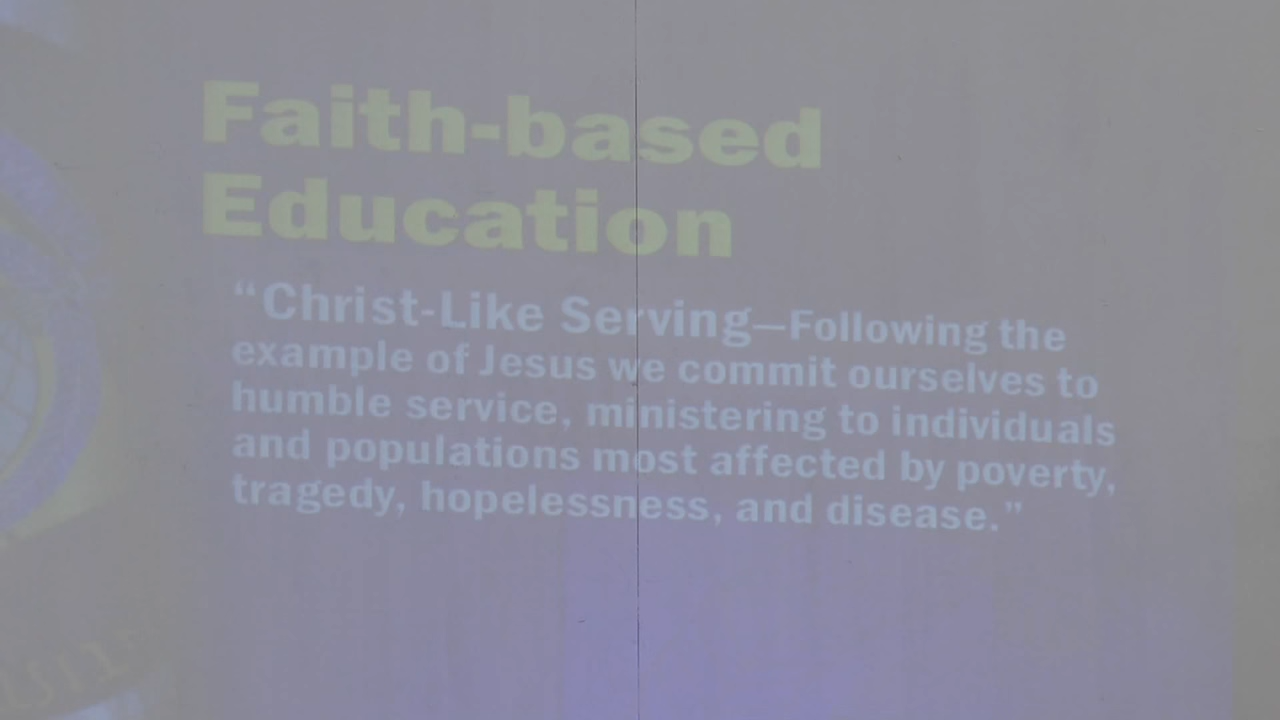 Faith-based
Education
“Christ-Like Serving—Following the
example of Jesus we commit ourselves to
humble service, ministering to individuals
and populations most affected by poverty,
tragedy, hopelessness, and disease.”